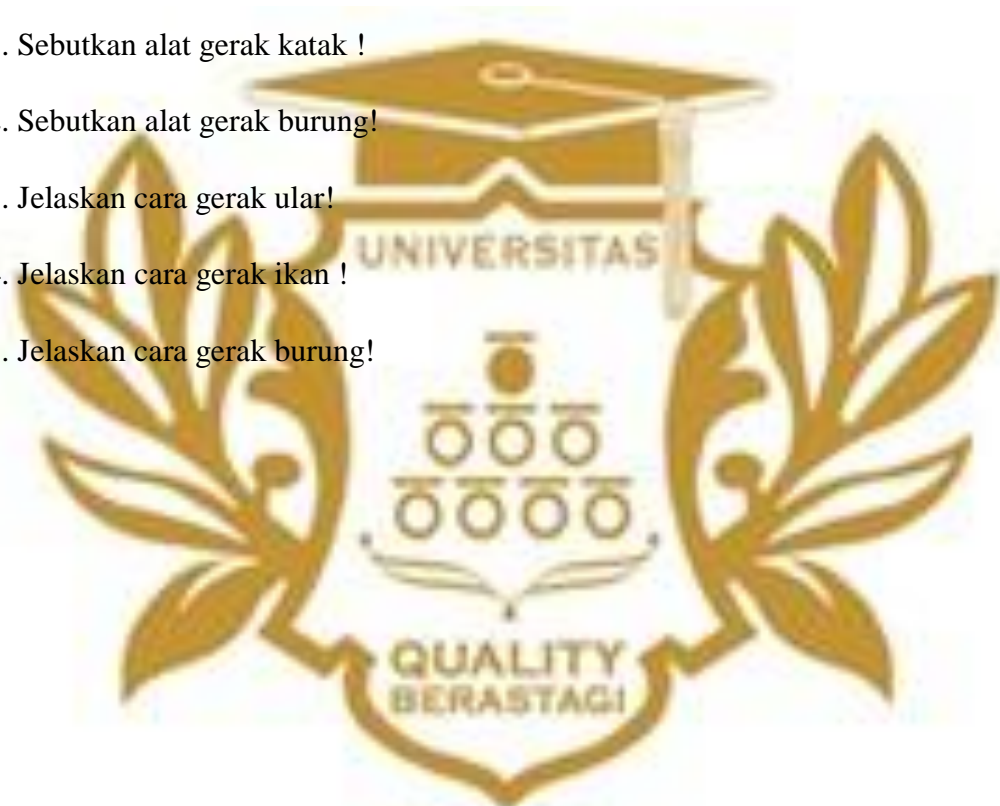 . Sebutkan alat gerak katak !
. Sebutkan alat gerak burung!
. Jelaskan cara gerak ular!
UNIVERSITAS
. Jelaskan cara gerak ikan !
. Jelaskan cara gerak burung!
QUALITY
BERASTAGI